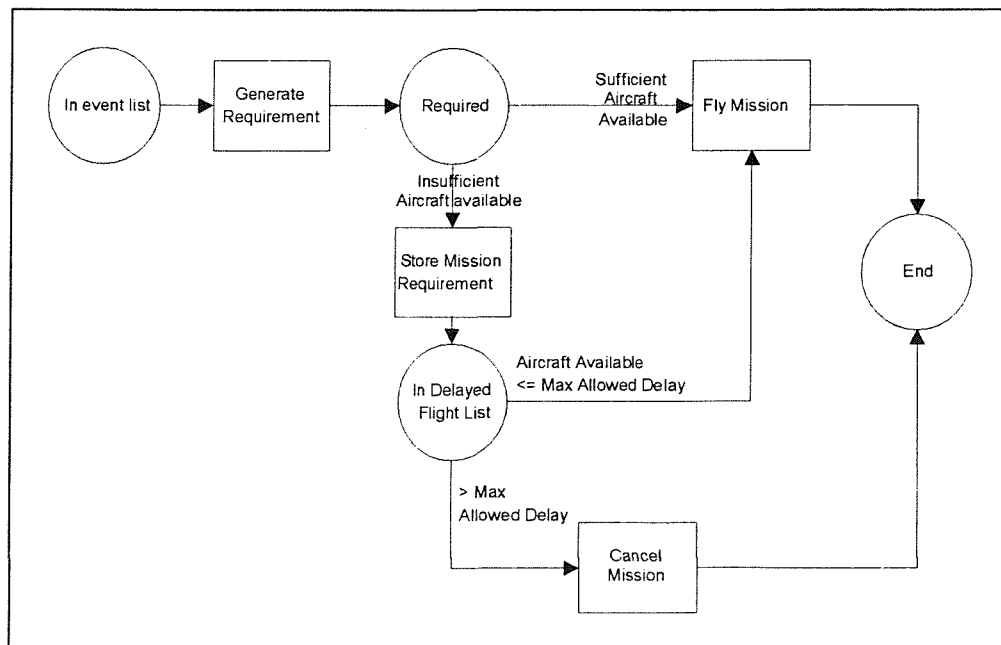 In event list
Generate
Requirement
Required
Sufficient
Aircraft
Available
Fly Mission
Insufficient
Aircraft available
Store Mission
Requirement
End
In Delayed
Flight List
Aircraft Available
<= Max Allowed Delay
> Max
Allowed Delay
Cancel
Mission